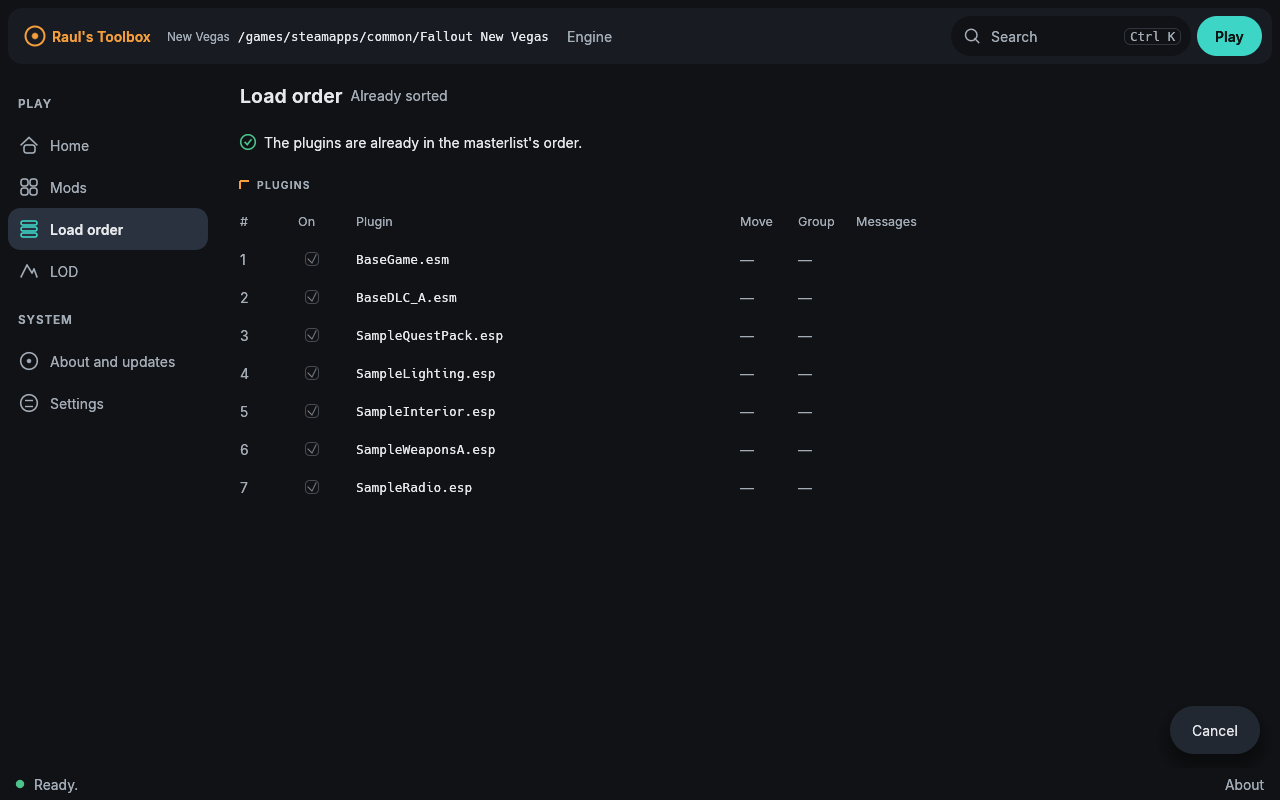 Raul's Toolbox New Vegas /games/steamapps/common/Fallout New Vegas Engine Search Ctrl K Play
PLAY
Home
Mods
Load order
LOD
SYSTEM
About and updates
Settings
Load order Already sorted
The plugins are already in the masterlist's order.
PLUGINS
# On Plugin Move Group Messages
1 BaseGame.esm — —
2 BaseDLC_A.esm — —
3 SampleQuestPack.esp — —
4 SampleLighting.esp — —
5 SampleInterior.esp — —
6 SampleWeaponsA.esp — —
7 SampleRadio.esp — —
Cancel
Ready. About